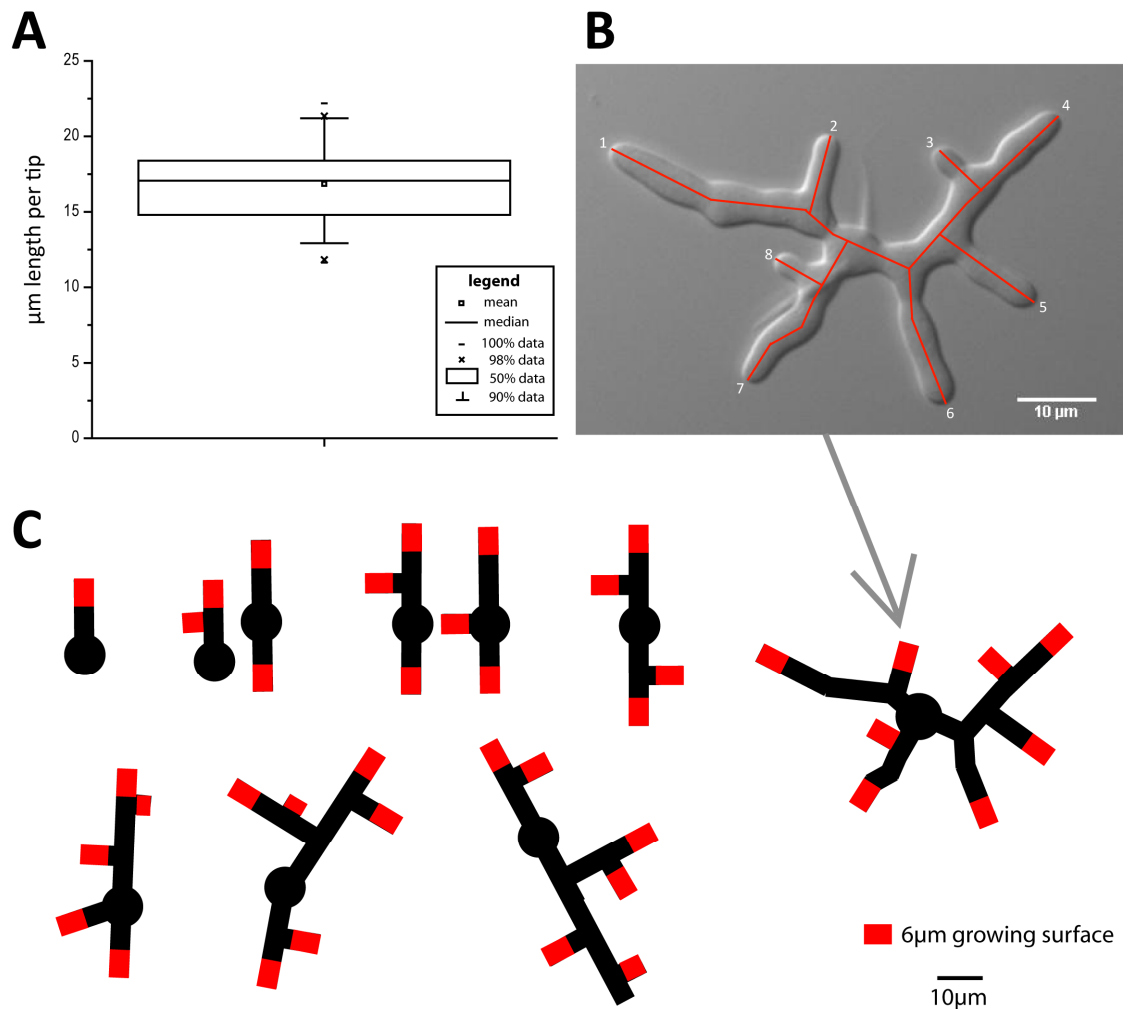 A
B
25
20
15
10
5
0
µm length per tip
legend
mean
median
100% data
98% data
50% data
90% data
1
2
3
4
5
6
7
8
10 µm
C
6µm growing surface
10µm